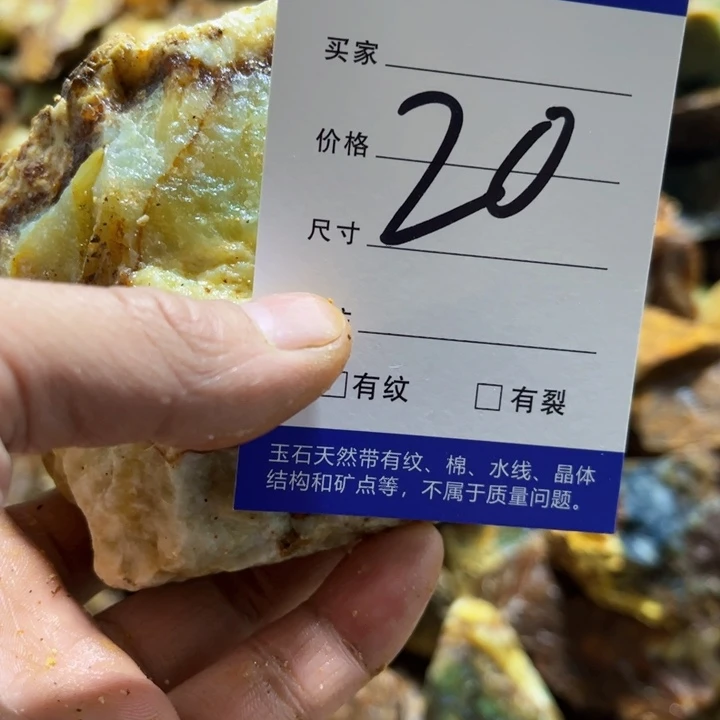 买家
价格 20
尺寸
□有纹 □有裂
玉石天然带有纹、棉、水线、晶体
结构和矿点等，不属于质量问题。